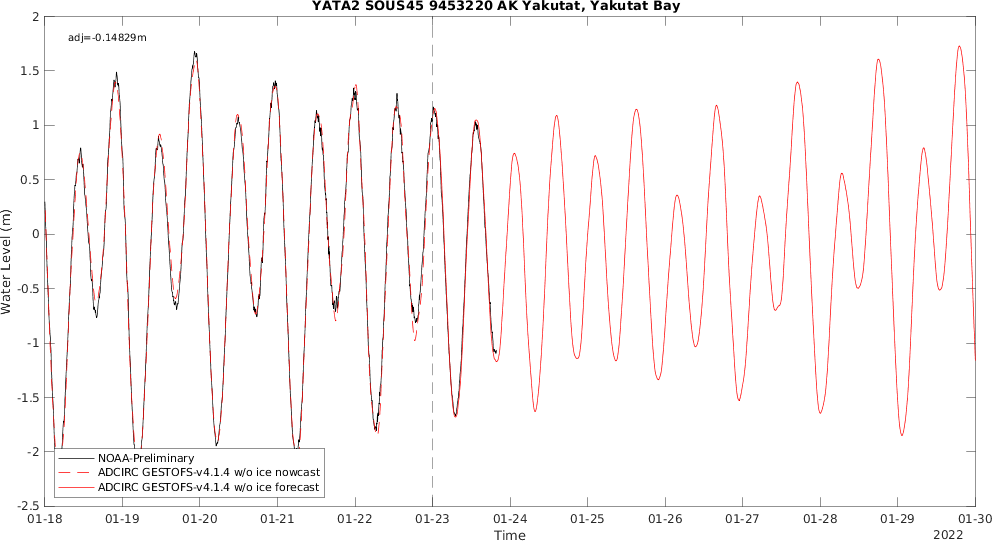 YATA2 SOUS45 9453220 AK Yakutat, Yakutat Bay
adj=-0.14829m
2
1.5
1
0.5
0
-0.5
-1
-1.5
-2
-2.5
Water Level (m)
NOAA-Preliminary
ADCIRC GESTOFS-v4.1.4 w/o ice nowcast
ADCIRC GESTOFS-v4.1.4 w/o ice forecast
01-18 01-19 01-20 01-21 01-22 01-23 01-24 01-25 01-26 01-27 01-28 01-29 01-30
Time
2022